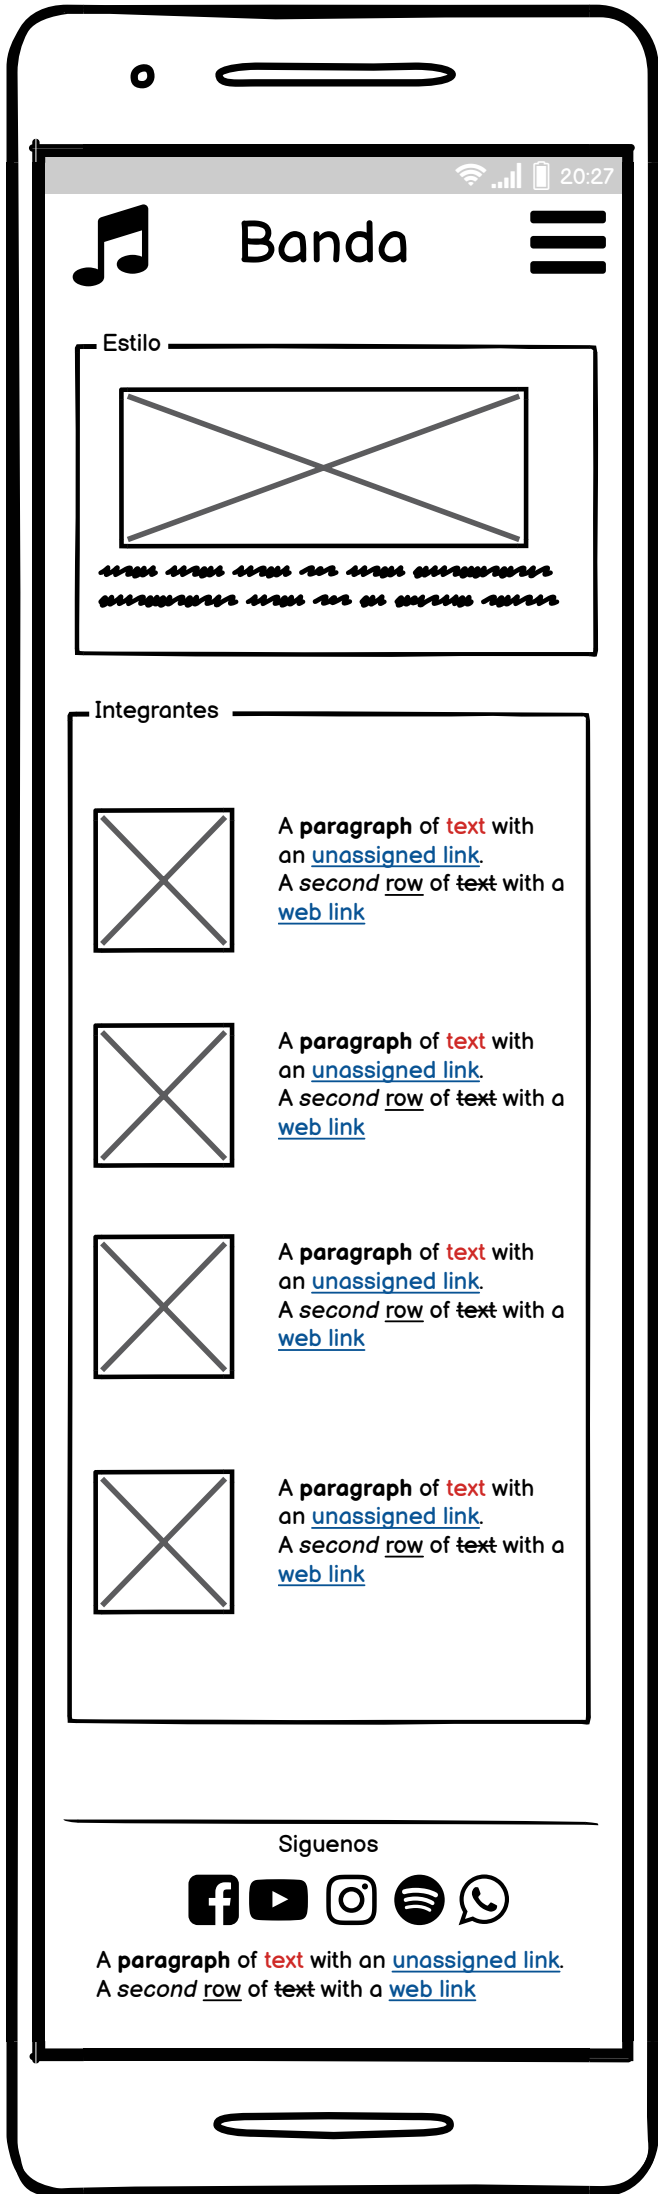 20:27
Banda
Estilo
Integrantes
A paragraph of text with
an unassigned link.
A second row of text with a
web link
A paragraph of text with
an unassigned link.
A second row of text with a
web link
A paragraph of text with
an unassigned link.
A second row of text with a
web link
A paragraph of text with
an unassigned link.
A second row of text with a
web link
Siguenos
A paragraph of text with an unassigned link.
A second row of text with a web link